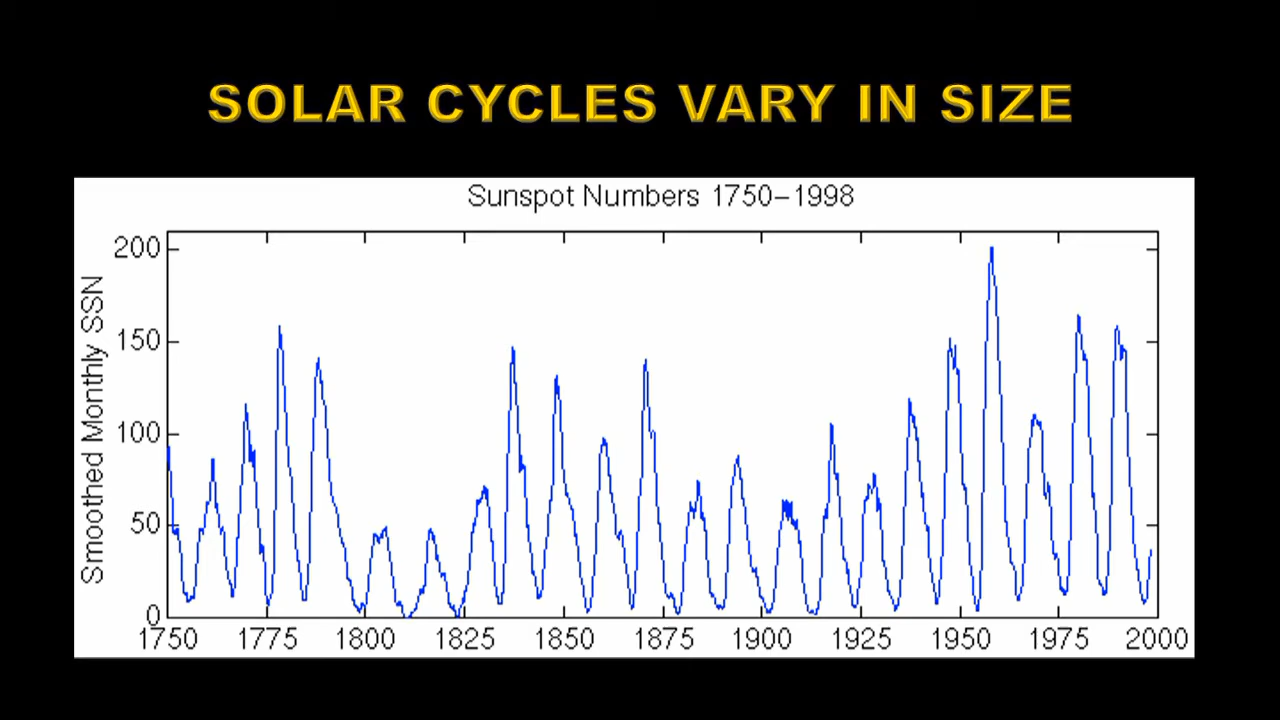 SOLAR CYCLES VARY IN SIZE
Sunspot Numbers 1750–1998
Smoothed Monthly SSN
200
150
100
50
0
1750 1775 1800 1825 1850 1875 1900 1925 1950 1975 2000